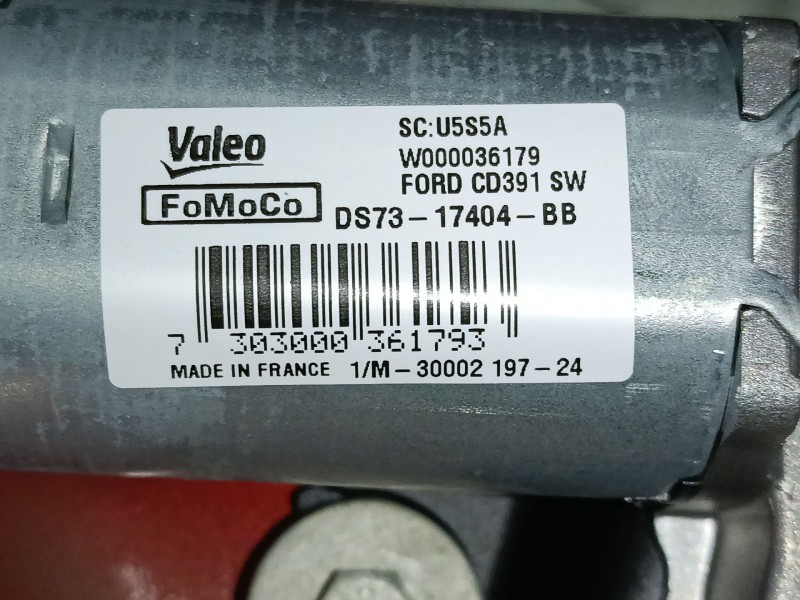 Valeo
SC:U5S5A
W000036179
FORD CD391 SW
FoMoCo
DS73-17404-BB
7 303000 361793
MADE IN FRANCE 1/M-30002 197-24